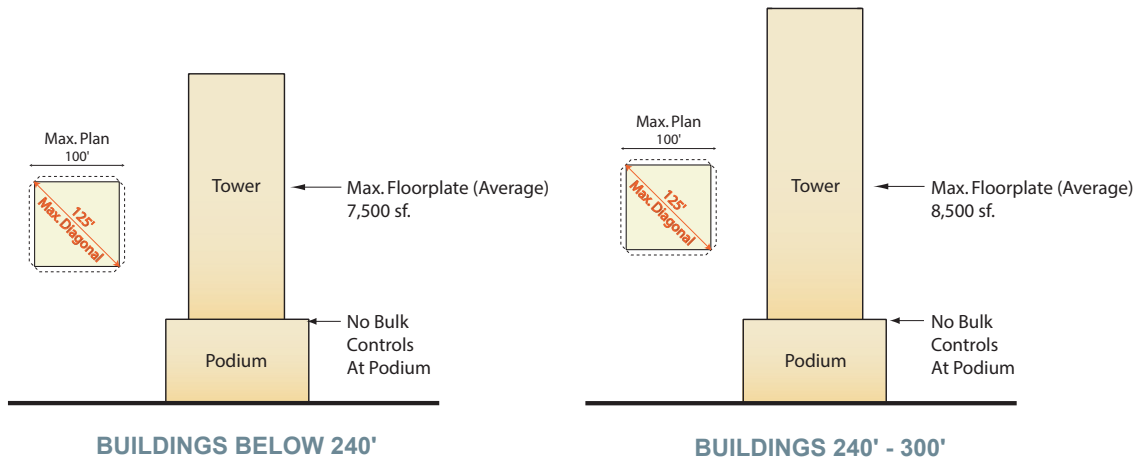 Max. Plan
100'
125'
Max. Diagonal
Tower
Max. Floorplate (Average)
7,500 sf.
No Bulk
Controls
At Podium
Podium
BUILDINGS BELOW 240'
Max. Plan
100'
125'
Max. Diagonal
Tower
Max. Floorplate (Average)
8,500 sf.
No Bulk
Controls
At Podium
Podium
BUILDINGS 240' - 300'